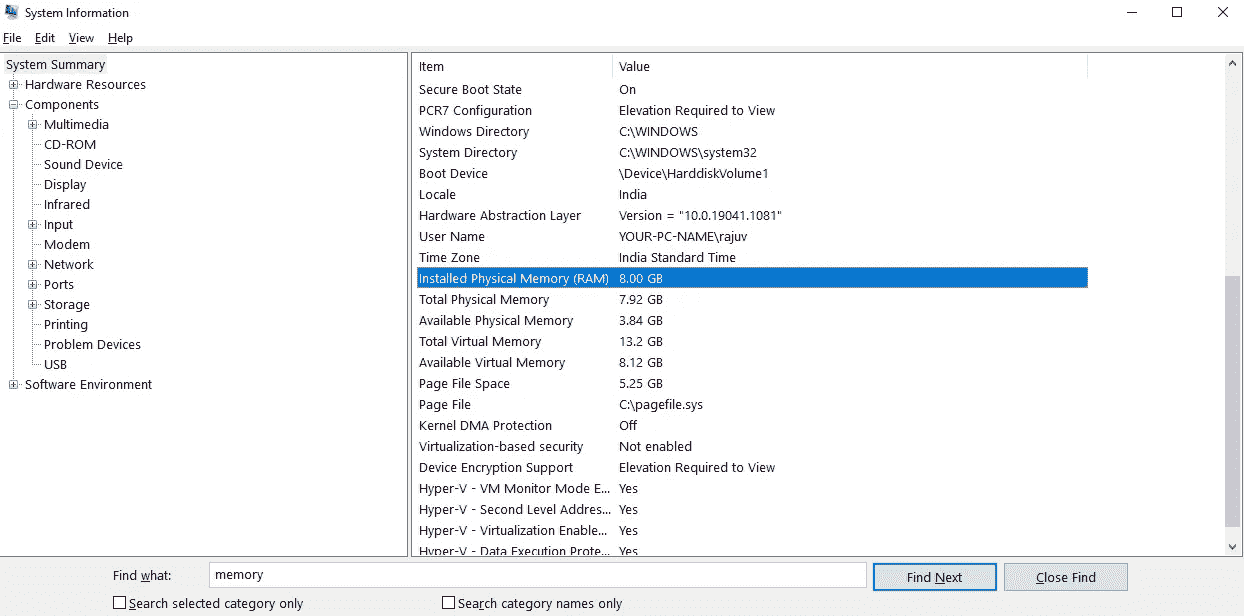 System Information
File Edit View Help
System Summary
Hardware Resources
Components
Multimedia
CD-ROM
Sound Device
Display
Infrared
Input
Modem
Network
Ports
Storage
Printing
Problem Devices
USB
Software Environment
Item Value
Secure Boot State On
PCR7 Configuration Elevation Required to View
Windows Directory C:\WINDOWS
System Directory C:\WINDOWS\system32
Boot Device \Device\HarddiskVolume1
Locale India
Hardware Abstraction Layer Version = "10.0.19041.1081"
User Name YOUR-PC-NAME\rajuv
Time Zone India Standard Time
Installed Physical Memory (RAM) 8.00 GB
Total Physical Memory 7.92 GB
Available Physical Memory 3.84 GB
Total Virtual Memory 13.2 GB
Available Virtual Memory 8.12 GB
Page File Space 5.25 GB
Page File C:\pagefile.sys
Kernel DMA Protection Off
Virtualization-based security Not enabled
Device Encryption Support Elevation Required to View
Hyper-V - VM Monitor Mode E... Yes
Hyper-V - Second Level Addres... Yes
Hyper-V - Virtualization Enable... Yes
Hyper-V - Data Execution Prote... Yes
Find what: memory Find Next Close Find
Search selected category only Search category names only